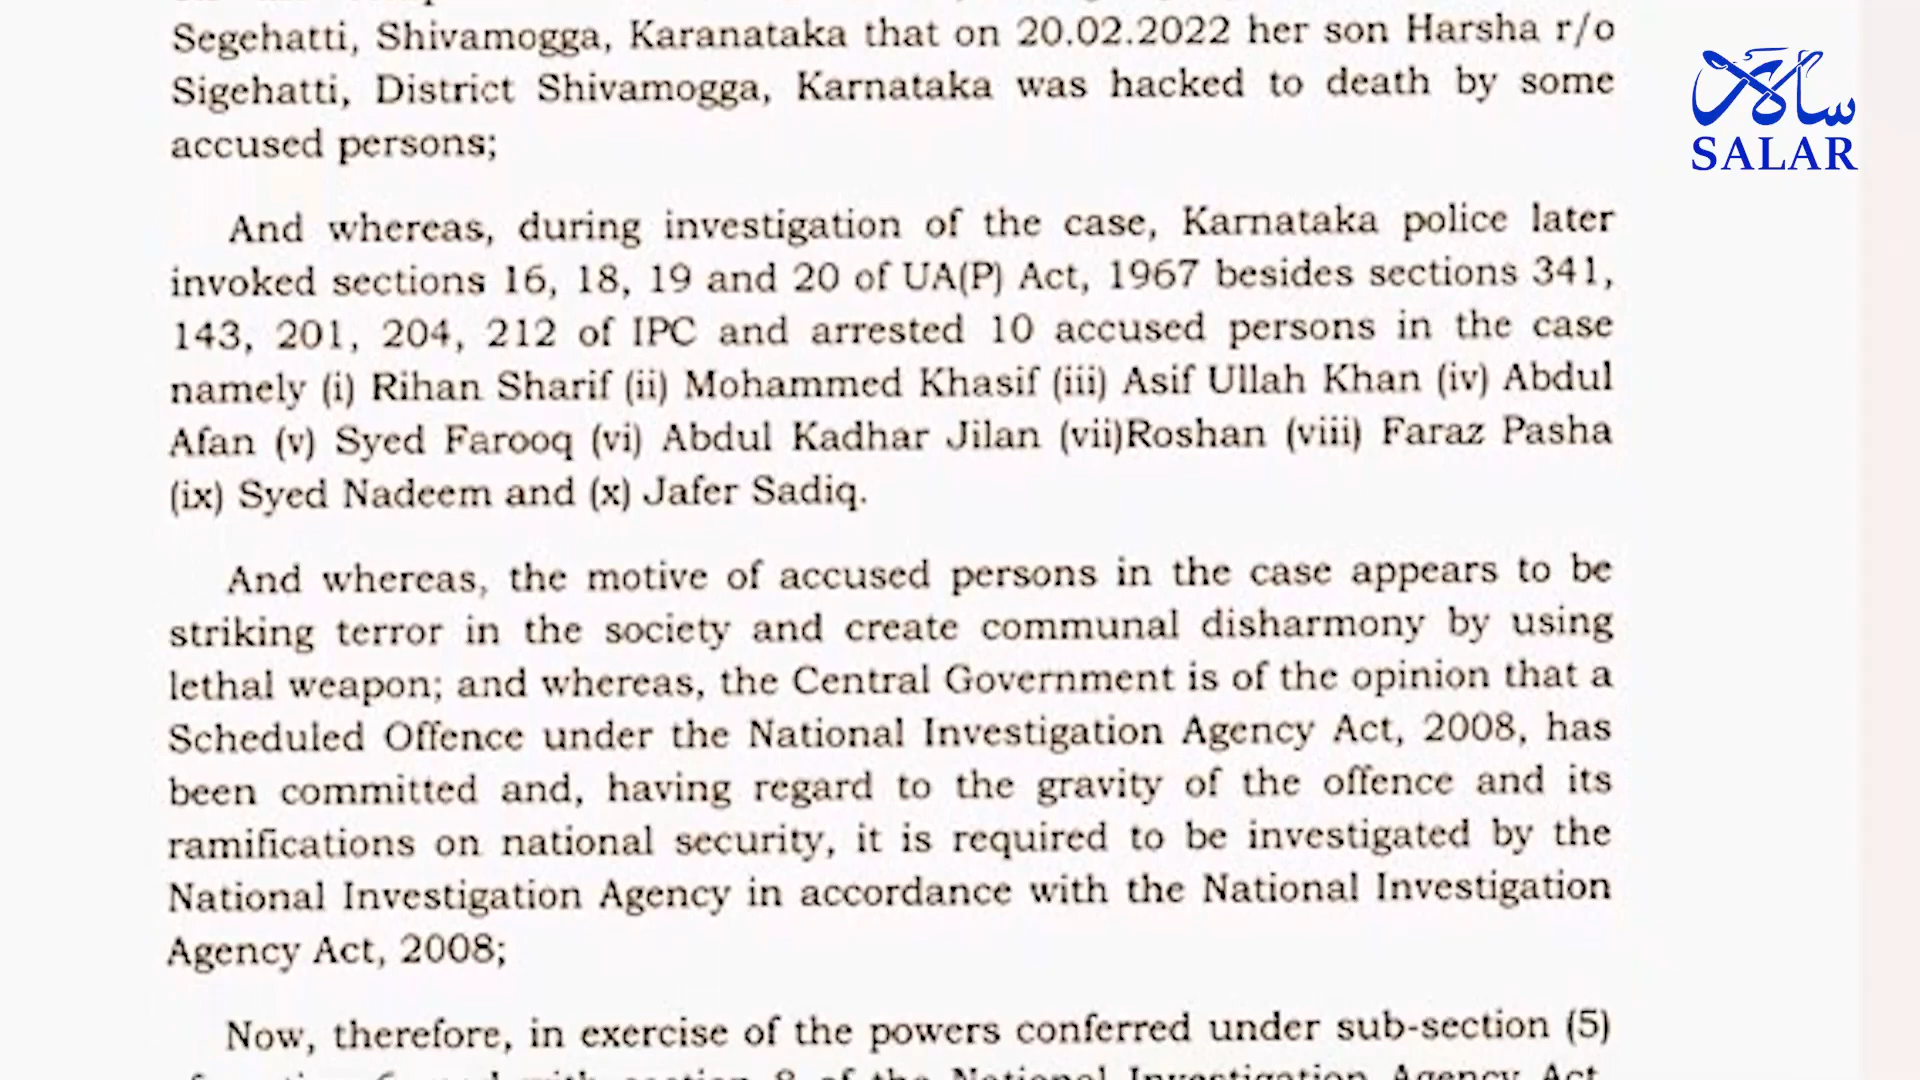 Segehatti, Shivamogga, Karanataka that on 20.02.2022 her son Harsha r/o
Sigehatti, District Shivamogga, Karnataka was hacked to death by some
accused persons;
And whereas, during investigation of the case, Karnataka police later
invoked sections 16, 18, 19 and 20 of UA(P) Act, 1967 besides sections 341,
143, 201, 204, 212 of IPC and arrested 10 accused persons in the case
namely (i) Rihan Sharif (ii) Mohammed Khasif (iii) Asif Ullah Khan (iv) Abdul
Afan (v) Syed Farooq (vi) Abdul Kadhar Jilan (vii)Roshan (viii) Faraz Pasha
(ix) Syed Nadeem and (x) Jafer Sadiq.
And whereas, the motive of accused persons in the case appears to be
striking terror in the society and create communal disharmony by using
lethal weapon; and whereas, the Central Government is of the opinion that a
Scheduled Offence under the National Investigation Agency Act, 2008, has
been committed and, having regard to the gravity of the offence and its
ramifications on national security, it is required to be investigated by the
National Investigation Agency in accordance with the National Investigation
Agency Act, 2008;
Now, therefore, in exercise of the powers conferred under sub-section (5)
with section 8 of the National Investigation Agency Act,
سالار
SALAR